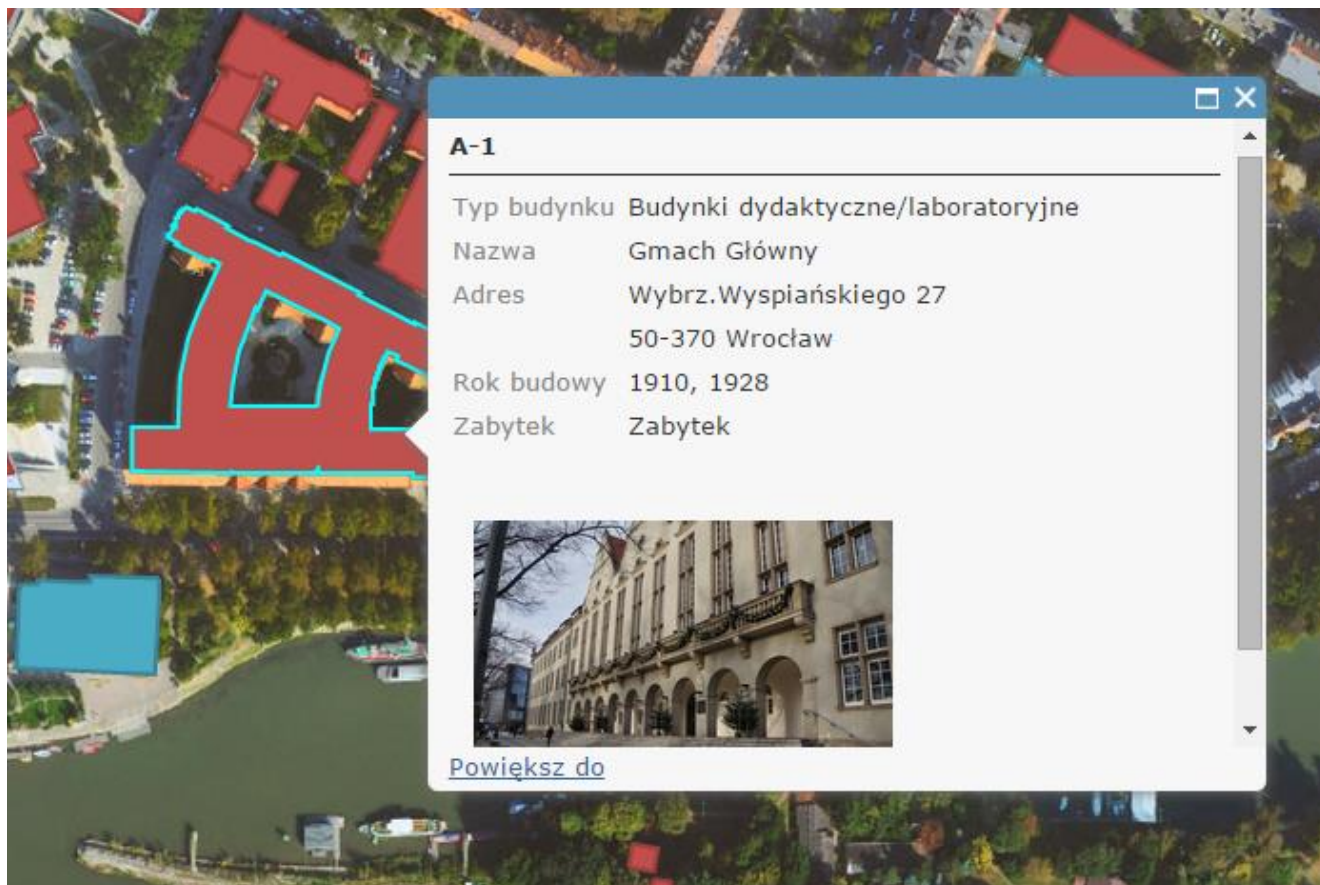 A-1
Typ budynku Budynki dydaktyczne/laboratoryjne
Nazwa Gmach Główny
Adres Wybrz.Wyspiańskiego 27
50-370 Wrocław
Rok budowy 1910, 1928
Zabytek Zabytek
Powiększ do